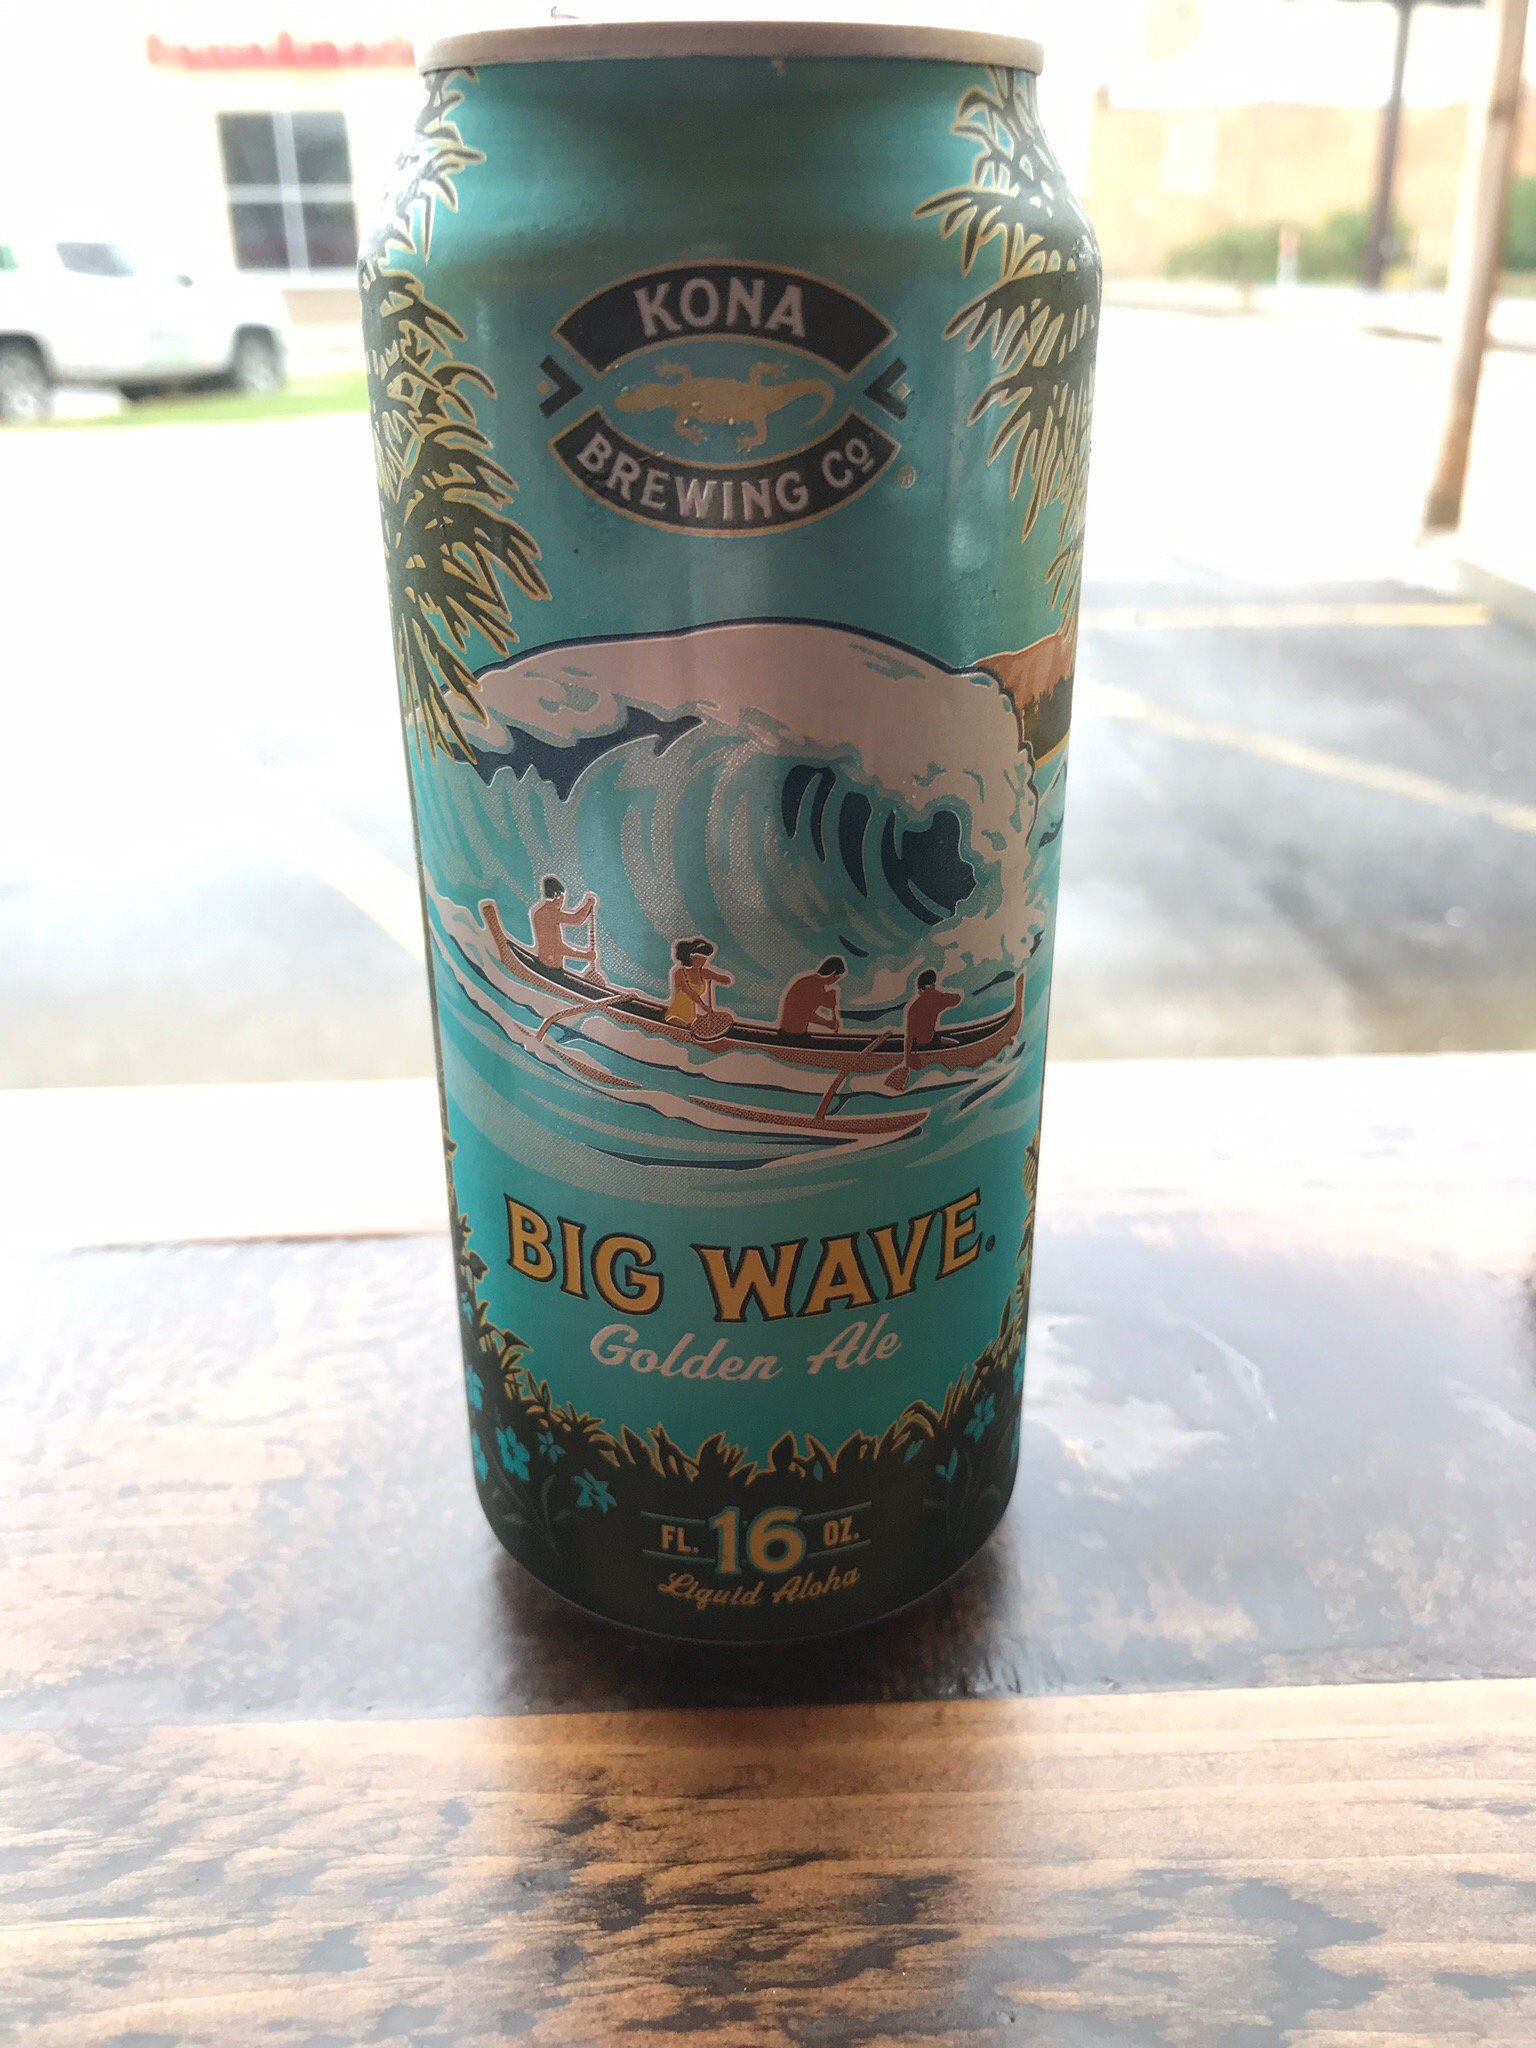 KONA
BREWING Cº
®
BIG WAVE®
Golden Ale
FL. 16 OZ.
Liquid Aloha